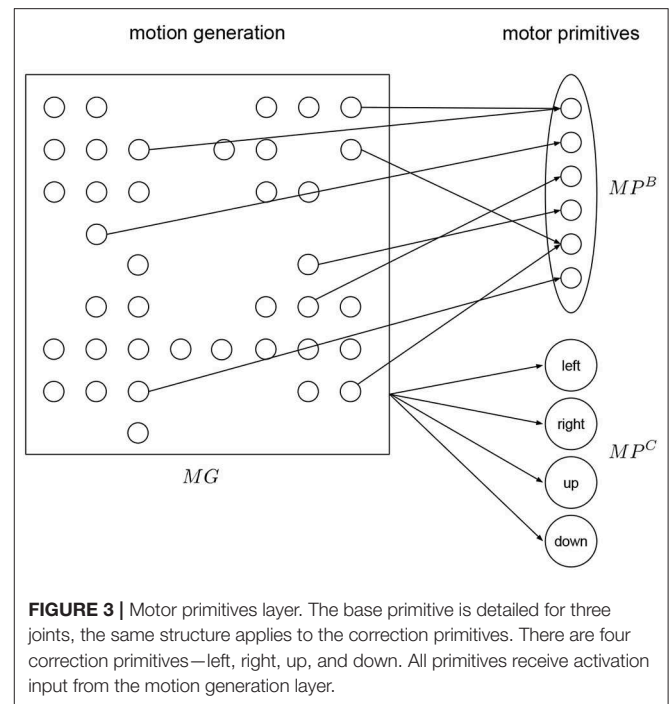 motion generation motor primitives
MP^B
left
right
MP^C
up
down
MG
FIGURE 3 | Motor primitives layer. The base primitive is detailed for three
joints, the same structure applies to the correction primitives. There are four
correction primitives—left, right, up, and down. All primitives receive activation
input from the motion generation layer.